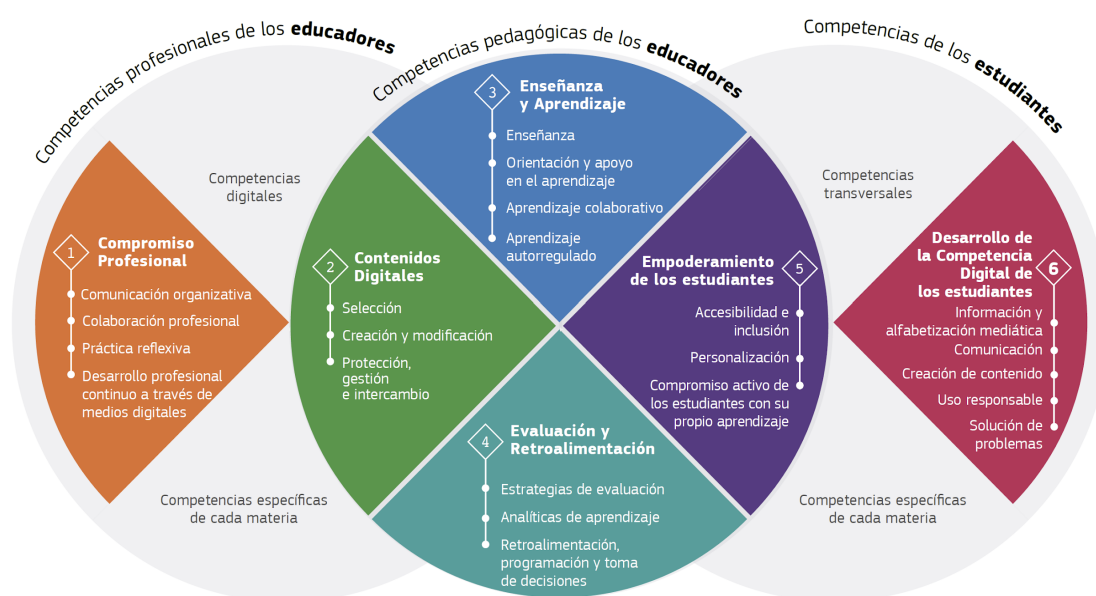 Competencias profesionales de los educadores
Competencias pedagógicas de los educadores
Competencias de los estudiantes
Competencias
digitales
Competencias
transversales
1
Compromiso
Profesional
Comunicación organizativa
Colaboración profesional
Práctica reflexiva
Desarrollo profesional
continuo a través de
medios digitales
2
Contenidos
Digitales
Selección
Creación y modificación
Protección,
gestión
e intercambio
3
Enseñanza
y Aprendizaje
Enseñanza
Orientación y apoyo
en el aprendizaje
Aprendizaje colaborativo
Aprendizaje
autorregulado
4
Evaluación y
Retroalimentación
Estrategias de evaluación
Analíticas de aprendizaje
Retroalimentación,
programación y toma
de decisiones
Empoderamiento
de los estudiantes
5
Accesibilidad e
inclusión
Personalización
Compromiso activo de
los estudiantes con su
propio aprendizaje
Desarrollo de
la Competencia
Digital de
los estudiantes
6
Información y
alfabetización mediática
Comunicación
Creación de contenido
Uso responsable
Solución de
problemas
Competencias específicas
de cada materia
Competencias específicas
de cada materia